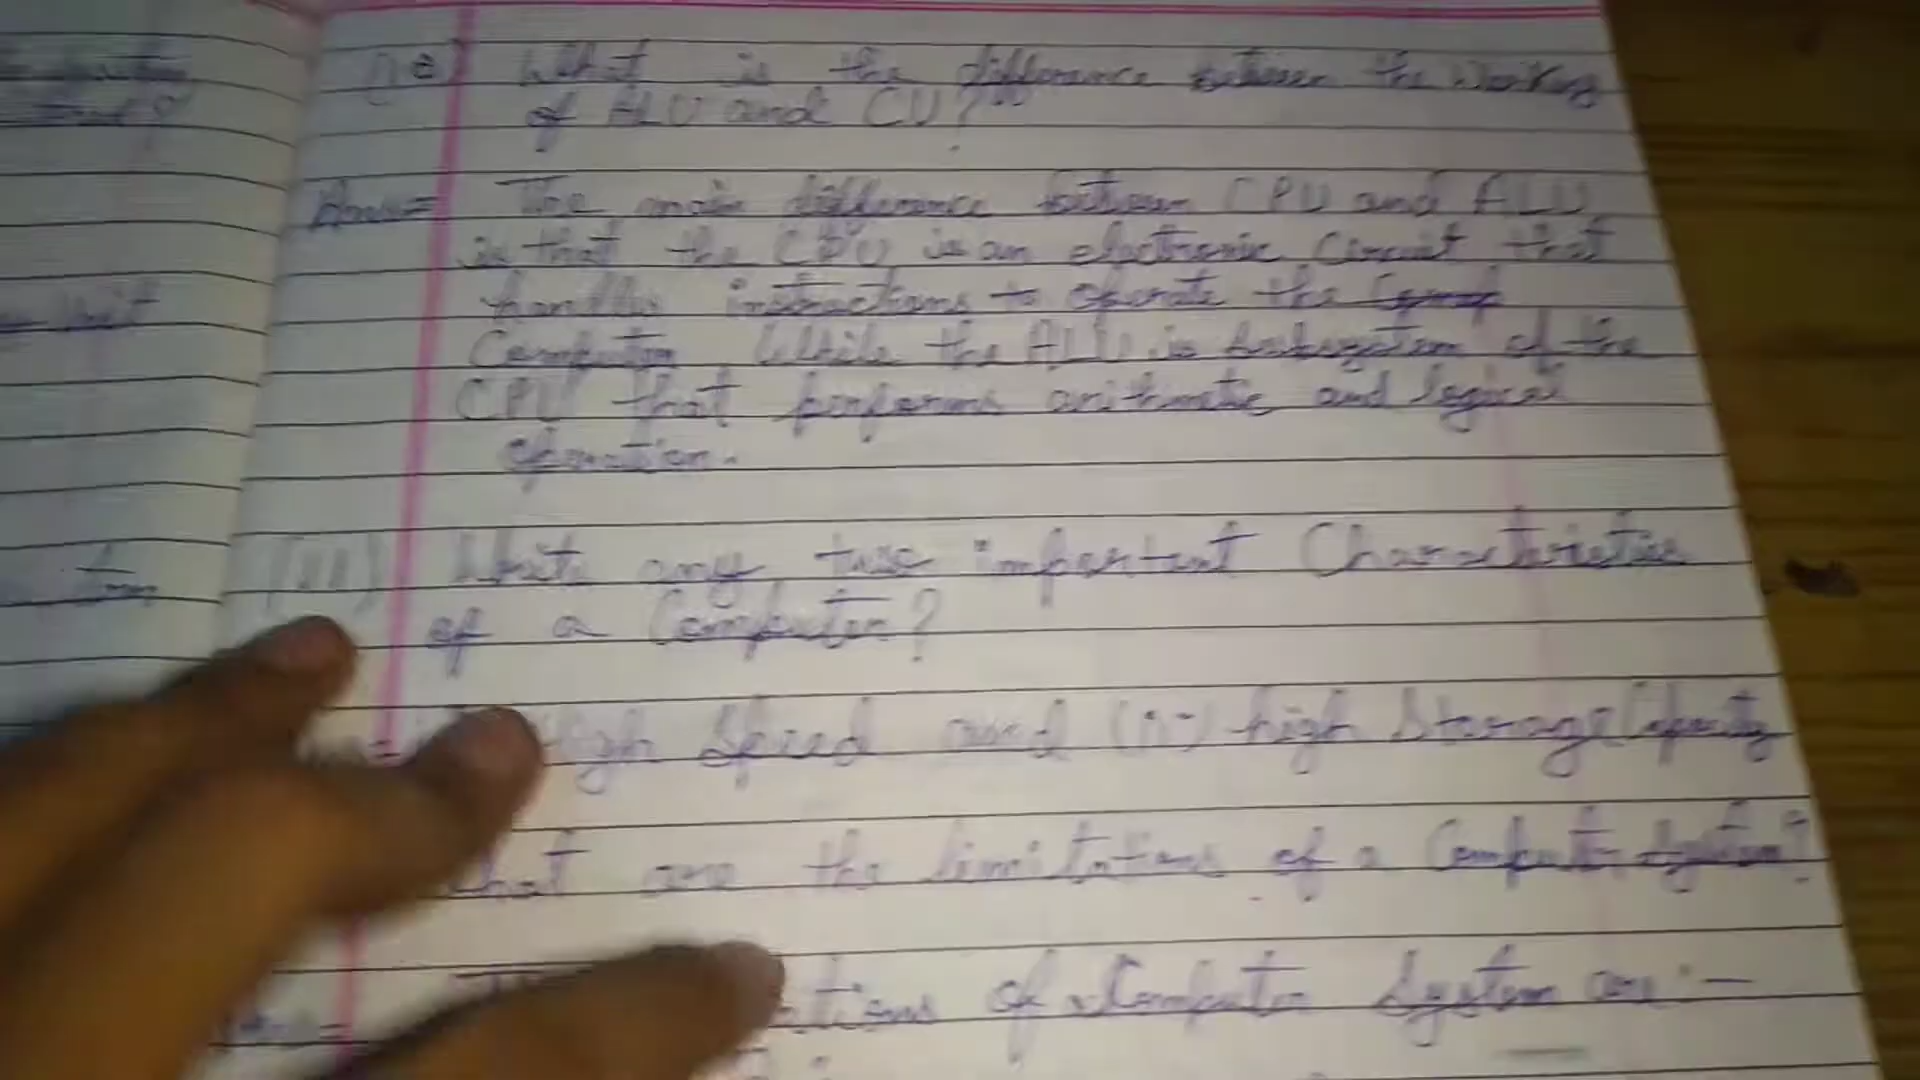 What is the difference between the Working
of ALU and CU?
Ans= The main difference between CPU and ALU
is that the CPU is an electronic Circuit that
handles instructions to operate the
Computer. While the ALU is subsystem of the
CPU that performs arithmetic and logical
operation.
(iii) Write any two important Characteristics
of a Computer?
Speed and (ii) high Storage Capacity
are the limitations of a Computer System?
of a Computer System are:-